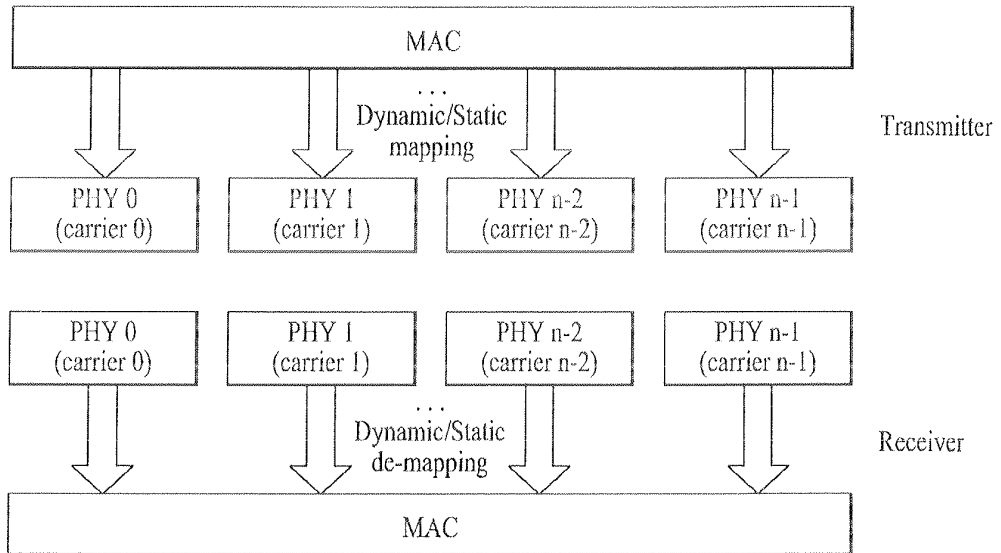 MAC
. . .
Dynamic/Static
mapping
Transmitter
PHY 0
(carrier 0)
PHY 1
(carrier 1)
PHY n-2
(carrier n-2)
PHY n-1
(carrier n-1)
PHY 0
(carrier 0)
PHY 1
(carrier 1)
PHY n-2
(carrier n-2)
PHY n-1
(carrier n-1)
. . .
Dynamic/Static
de-mapping
Receiver
MAC